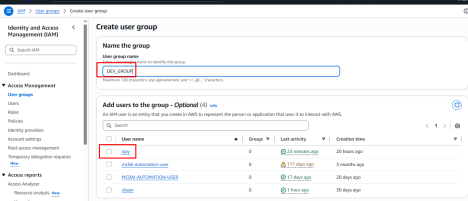 IAM > User groups > Create user group
Identity and Access
Management (IAM)
Search IAM
Dashboard
Access Management
User groups
Users
Roles
Policies
Identity providers
Account settings
Root access management
Temporary delegation requests
New
Access reports
Access Analyzer
Resource analysis New
Create user group
Name the group
User group name
Enter a meaningful name to identify this group.
DEV_GROUP
Maximum 128 characters. Use alphanumeric and '+=,.@-_' characters.
Add users to the group - Optional (4) Info
An IAM user is an entity that you create in AWS to represent the person or application that uses it to interact with AWS.
Search
1
User name Groups Last activity Creation time
ajay 0 23 minutes ago 20 hours ago
0 117 days ago 5 months ago
MCDAI-AUTOMATION-USER 0 17 days ago 20 days ago
0 1 hour ago 50 days ago